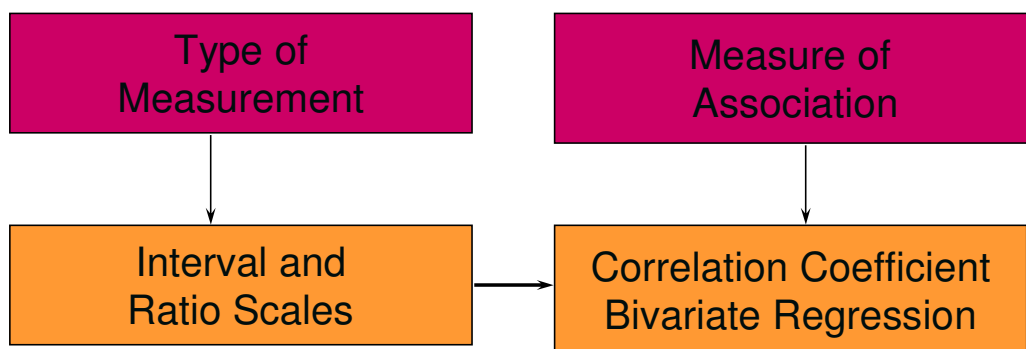 Type of
Measurement
Measure of
Association
Interval and
Ratio Scales
Correlation Coefficient
Bivariate Regression